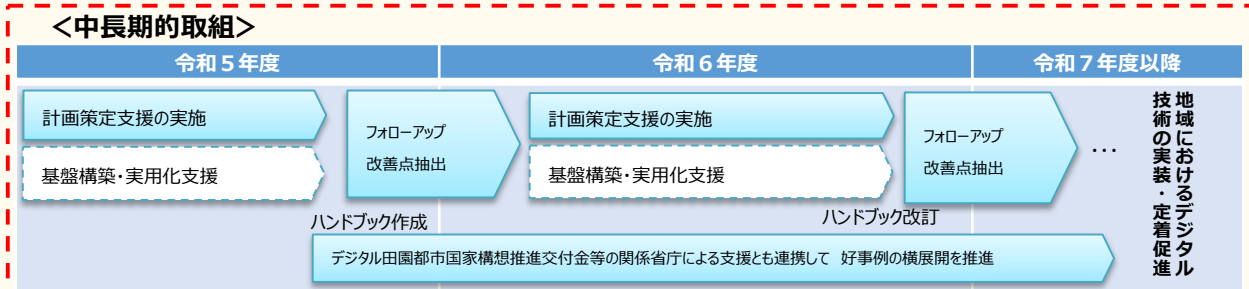 ＜中長期的取組＞
令和５年度
令和６年度
令和７年度以降
計画策定支援の実施
基盤構築・実用化支援
フォローアップ
改善点抽出
計画策定支援の実施
基盤構築・実用化支援
フォローアップ
改善点抽出
…
地域におけるデジタル
技術の実装・定着促進
ハンドブック作成
ハンドブック改訂
デジタル田園都市国家構想推進交付金等の関係省庁による支援とも連携して 好事例の横展開を推進